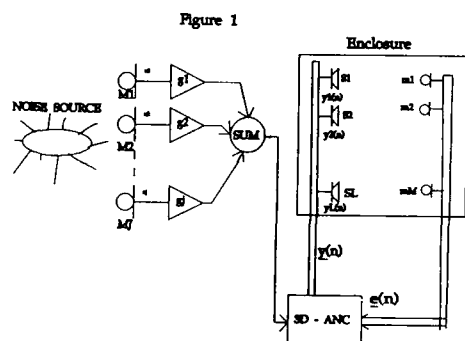 Figure 1
Enclosure
NOISE SOURCE
M1
g1
M2
g2
MJ
gJ
SUM
S1
y1(n)
S2
y2(n)
SL
yL(n)
m1
m2
mM
y(n)
e(n)
SD - ANC